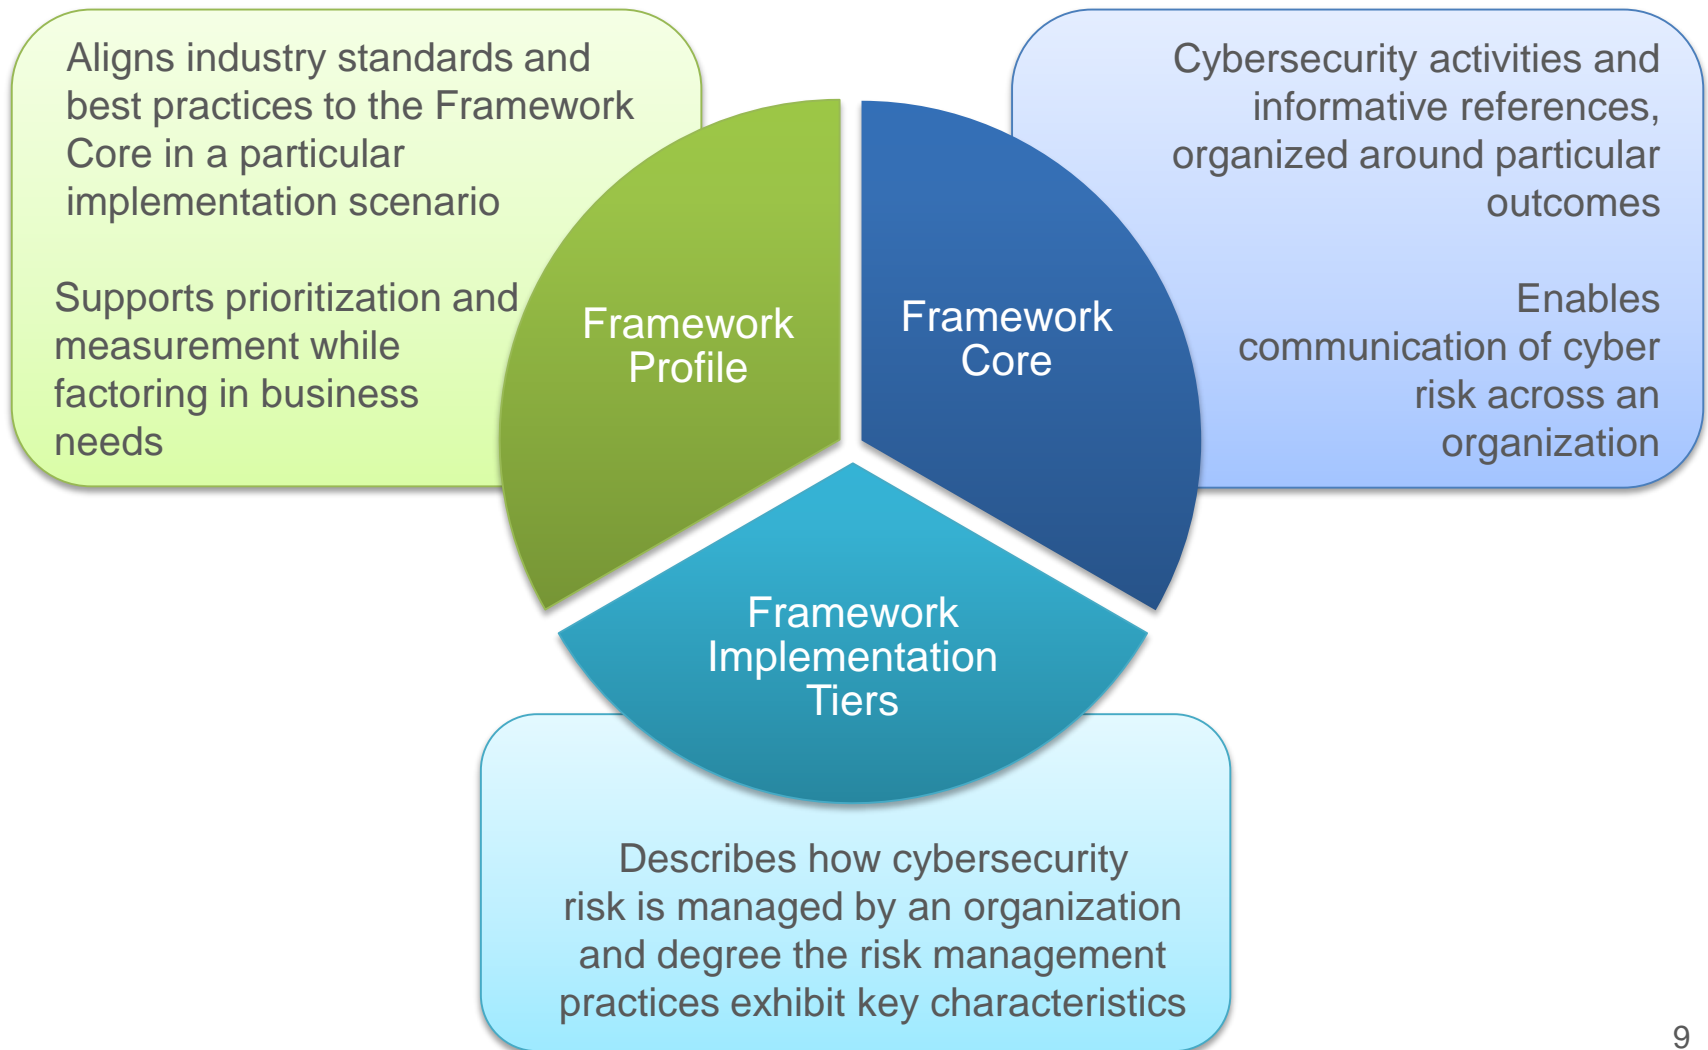 Aligns industry standards and
best practices to the Framework
Core in a particular
implementation scenario
Supports prioritization and
measurement while
factoring in business
needs
Framework
Profile
Cybersecurity activities and
informative references,
organized around particular
outcomes
Enables
communication of cyber
risk across an
organization
Framework
Core
Framework
Implementation
Tiers
Describes how cybersecurity
risk is managed by an organization
and degree the risk management
practices exhibit key characteristics
9